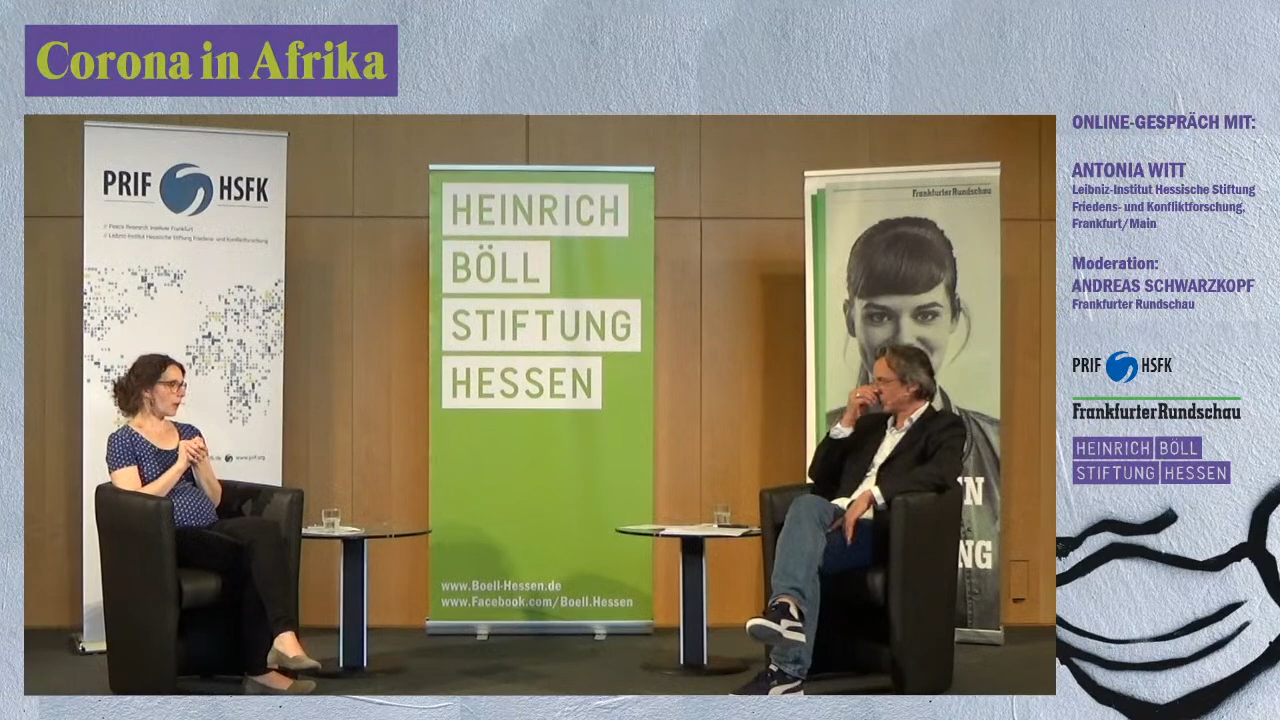 Corona in Afrika
PRIF HSFK
// Peace Research Institute Frankfurt
// Leibniz-Institut Hessische Stiftung Friedens- und Konfliktforschung
www.prif.org
HEINRICH
BÖLL
STIFTUNG
HESSEN
www.Boell-Hessen.de
www.Facebook.com/Boell.Hessen
Frankfurter Rundschau
ONLINE-GESPRÄCH MIT:
ANTONIA WITT
Leibniz-Institut Hessische Stiftung
Friedens- und Konfliktforschung,
Frankfurt/Main
Moderation:
ANDREAS SCHWARZKOPF
Frankfurter Rundschau
PRIF HSFK
Frankfurter Rundschau
HEINRICH BÖLL
STIFTUNG HESSEN